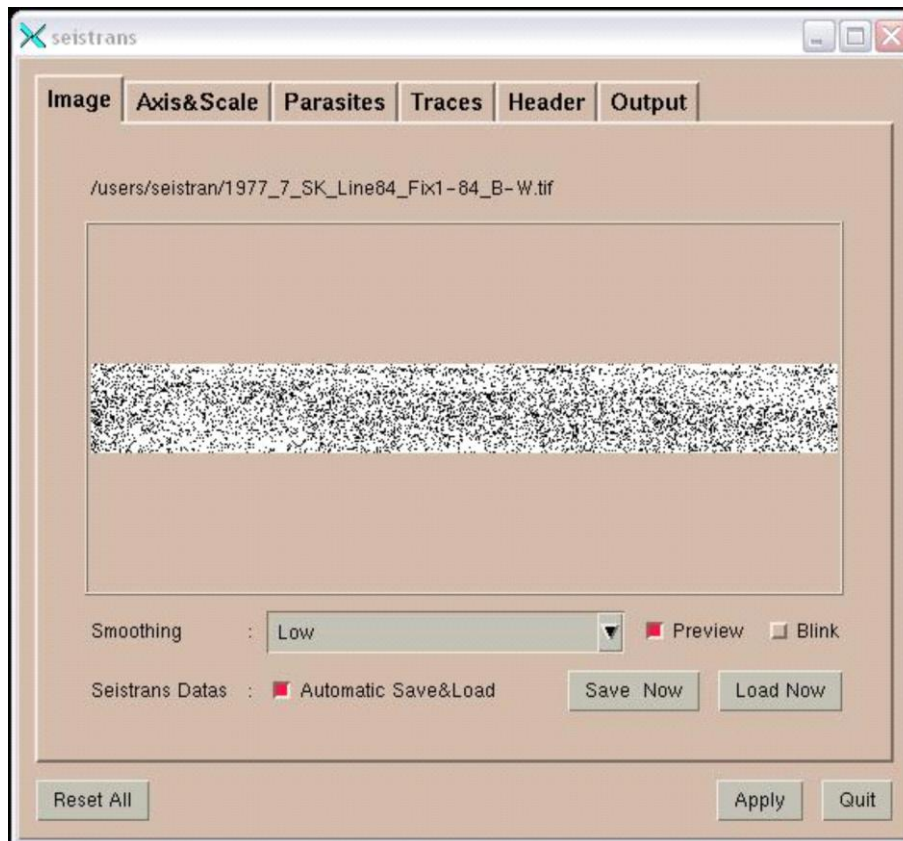 seistrans
Image Axis&Scale Parasites Traces Header Output
/users/seistran/1977_7_SK_Line84_Fix1-84_B-W.tif
Smoothing : Low Preview Blink
Seistrans Datas : Automatic Save&Load Save Now Load Now
Reset All Apply Quit